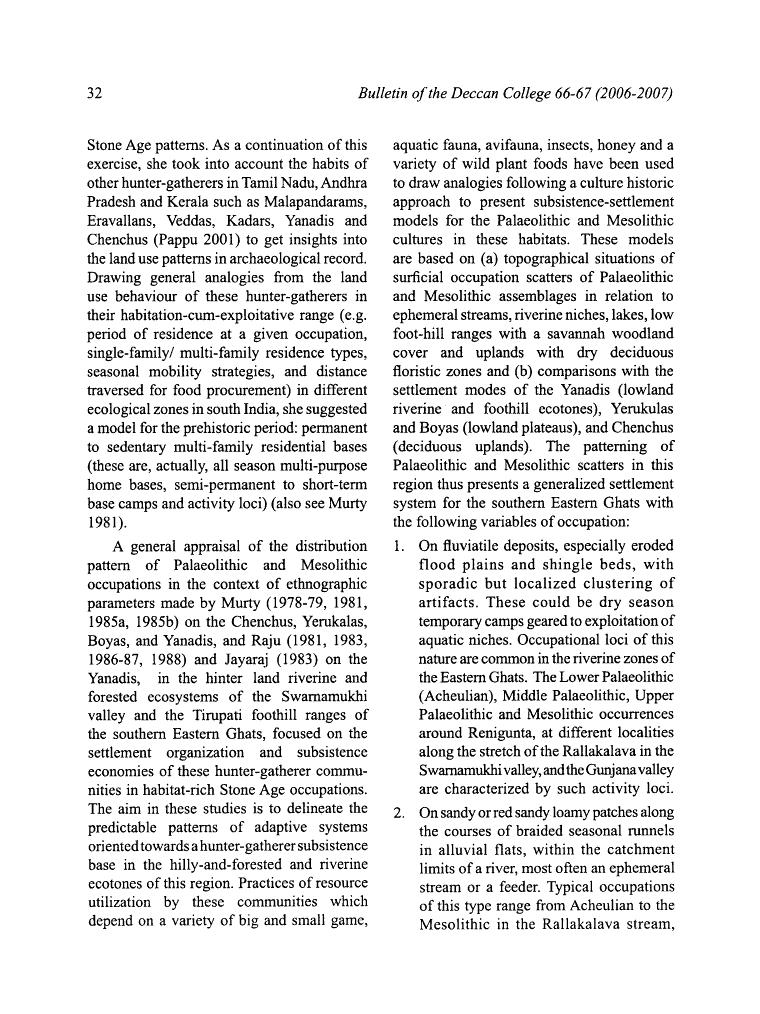 32
Bulletin of the Deccan College 66-67 (2006-2007)
Stone Age patterns. As a continuation of this
exercise, she took into account the habits of
other hunter-gatherers in Tamil Nadu, Andhra
Pradesh and Kerala such as Malapandarams,
Eravallans, Veddas, Kadars, Yanadis and
Chenchus (Pappu 2001) to get insights into
the land use patterns in archaeological record.
Drawing general analogies from the land
use behaviour of these hunter-gatherers in
their habitation-cum-exploitative range (e.g.
period of residence at a given occupation,
single-family/ multi-family residence types,
seasonal mobility strategies, and distance
traversed for food procurement) in different
ecological zones in south India, she suggested
a model for the prehistoric period: permanent
to sedentary multi-family residential bases
(these are, actually, all season multi-purpose
home bases, semi-permanent to short-term
base camps and activity loci) (also see Murty
1981).
A general appraisal of the distribution
pattern of Palaeolithic and Mesolithic
occupations in the context of ethnographic
parameters made by Murty (1978-79, 1981,
1985a, 1985b) on the Chenchus, Yerukalas,
Boyas, and Yanadis, and Raju (1981, 1983,
1986-87, 1988) and Jayaraj (1983) on the
Yanadis, in the hinter land riverine and
forested ecosystems of the Swarnamukhi
valley and the Tirupati foothill ranges of
the southern Eastern Ghats, focused on the
settlement organization and subsistence
economies of these hunter-gatherer commu-
nities in habitat-rich Stone Age occupations.
The aim in these studies is to delineate the
predictable patterns of adaptive systems
oriented towards a hunter-gatherer subsistence
base in the hilly-and-forested and riverine
ecotones of this region. Practices of resource
utilization by these communities which
depend on a variety of big and small game,
aquatic fauna, avifauna, insects, honey and a
variety of wild plant foods have been used
to draw analogies following a culture historic
approach to present subsistence-settlement
models for the Palaeolithic and Mesolithic
cultures in these habitats. These models
are based on (a) topographical situations of
surficial occupation scatters of Palaeolithic
and Mesolithic assemblages in relation to
ephemeral streams, riverine niches, lakes, low
foot-hill ranges with a savannah woodland
cover and uplands with dry deciduous
floristic zones and (b) comparisons with the
settlement modes of the Yanadis (lowland
riverine and foothill ecotones), Yerukulas
and Boyas (lowland plateaus), and Chenchus
(deciduous uplands). The patterning of
Palaeolithic and Mesolithic scatters in this
region thus presents a generalized settlement
system for the southern Eastern Ghats with
the following variables of occupation:
1. On fluviatile deposits, especially eroded
flood plains and shingle beds, with
sporadic but localized clustering of
artifacts. These could be dry season
temporary camps geared to exploitation of
aquatic niches. Occupational loci of this
nature are common in the riverine zones of
the Eastern Ghats. The Lower Palaeolithic
(Acheulian), Middle Palaeolithic, Upper
Palaeolithic and Mesolithic occurrences
around Renigunta, at different localities
along the stretch of the Rallakalava in the
Swarnamukhi valley, and the Gunjana valley
are characterized by such activity loci.
2. On sandy or red sandy loamy patches along
the courses of braided seasonal runnels
in alluvial flats, within the catchment
limits of a river, most often an ephemeral
stream or a feeder. Typical occupations
of this type range from Acheulian to the
Mesolithic in the Rallakalava stream,